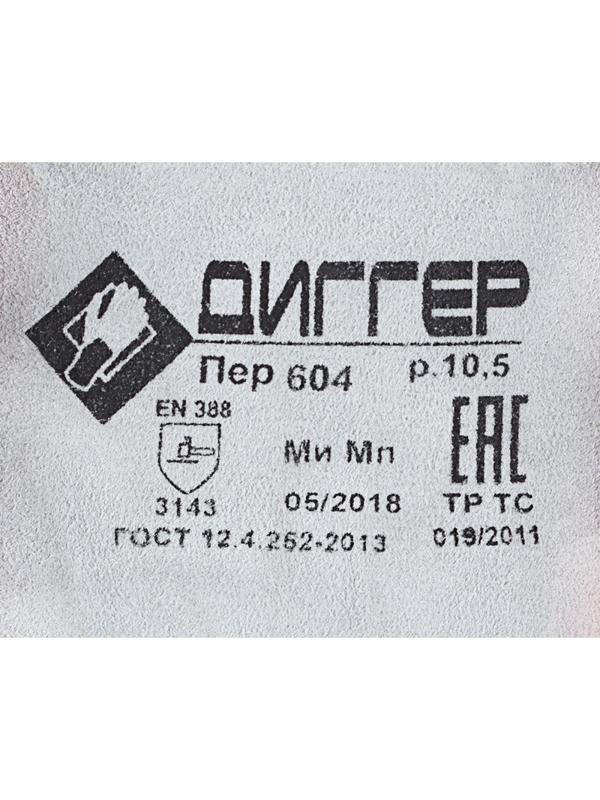 ДИГГЕР
Пер 604 р.10,5
EN 388
ЕАС
Ми Мп
3143 05/2018 ТР ТС
ГОСТ 12.4.252-2013 019/2011